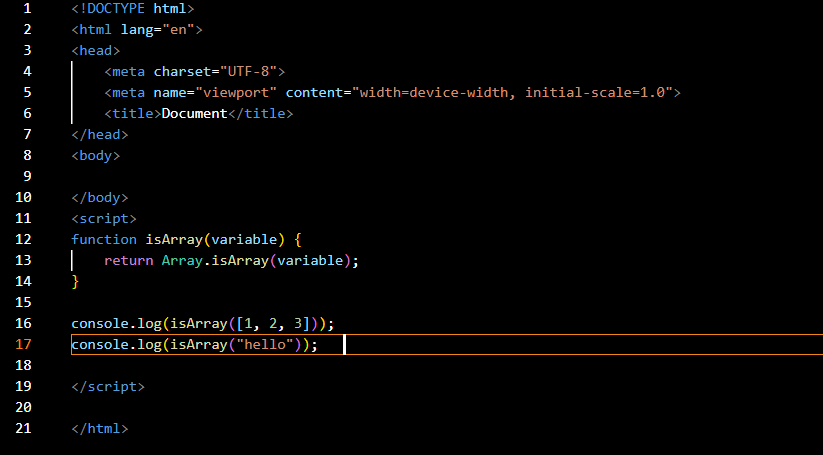 1 <!DOCTYPE html>
2 <html lang="en">
3 <head>
4     <meta charset="UTF-8">
5     <meta name="viewport" content="width=device-width, initial-scale=1.0">
6     <title>Document</title>
7 </head>
8 <body>
9
10 </body>
11 <script>
12 function isArray(variable) {
13     return Array.isArray(variable);
14 }
15
16 console.log(isArray([1, 2, 3]));
17 console.log(isArray("hello"));
18
19 </script>
20
21 </html>